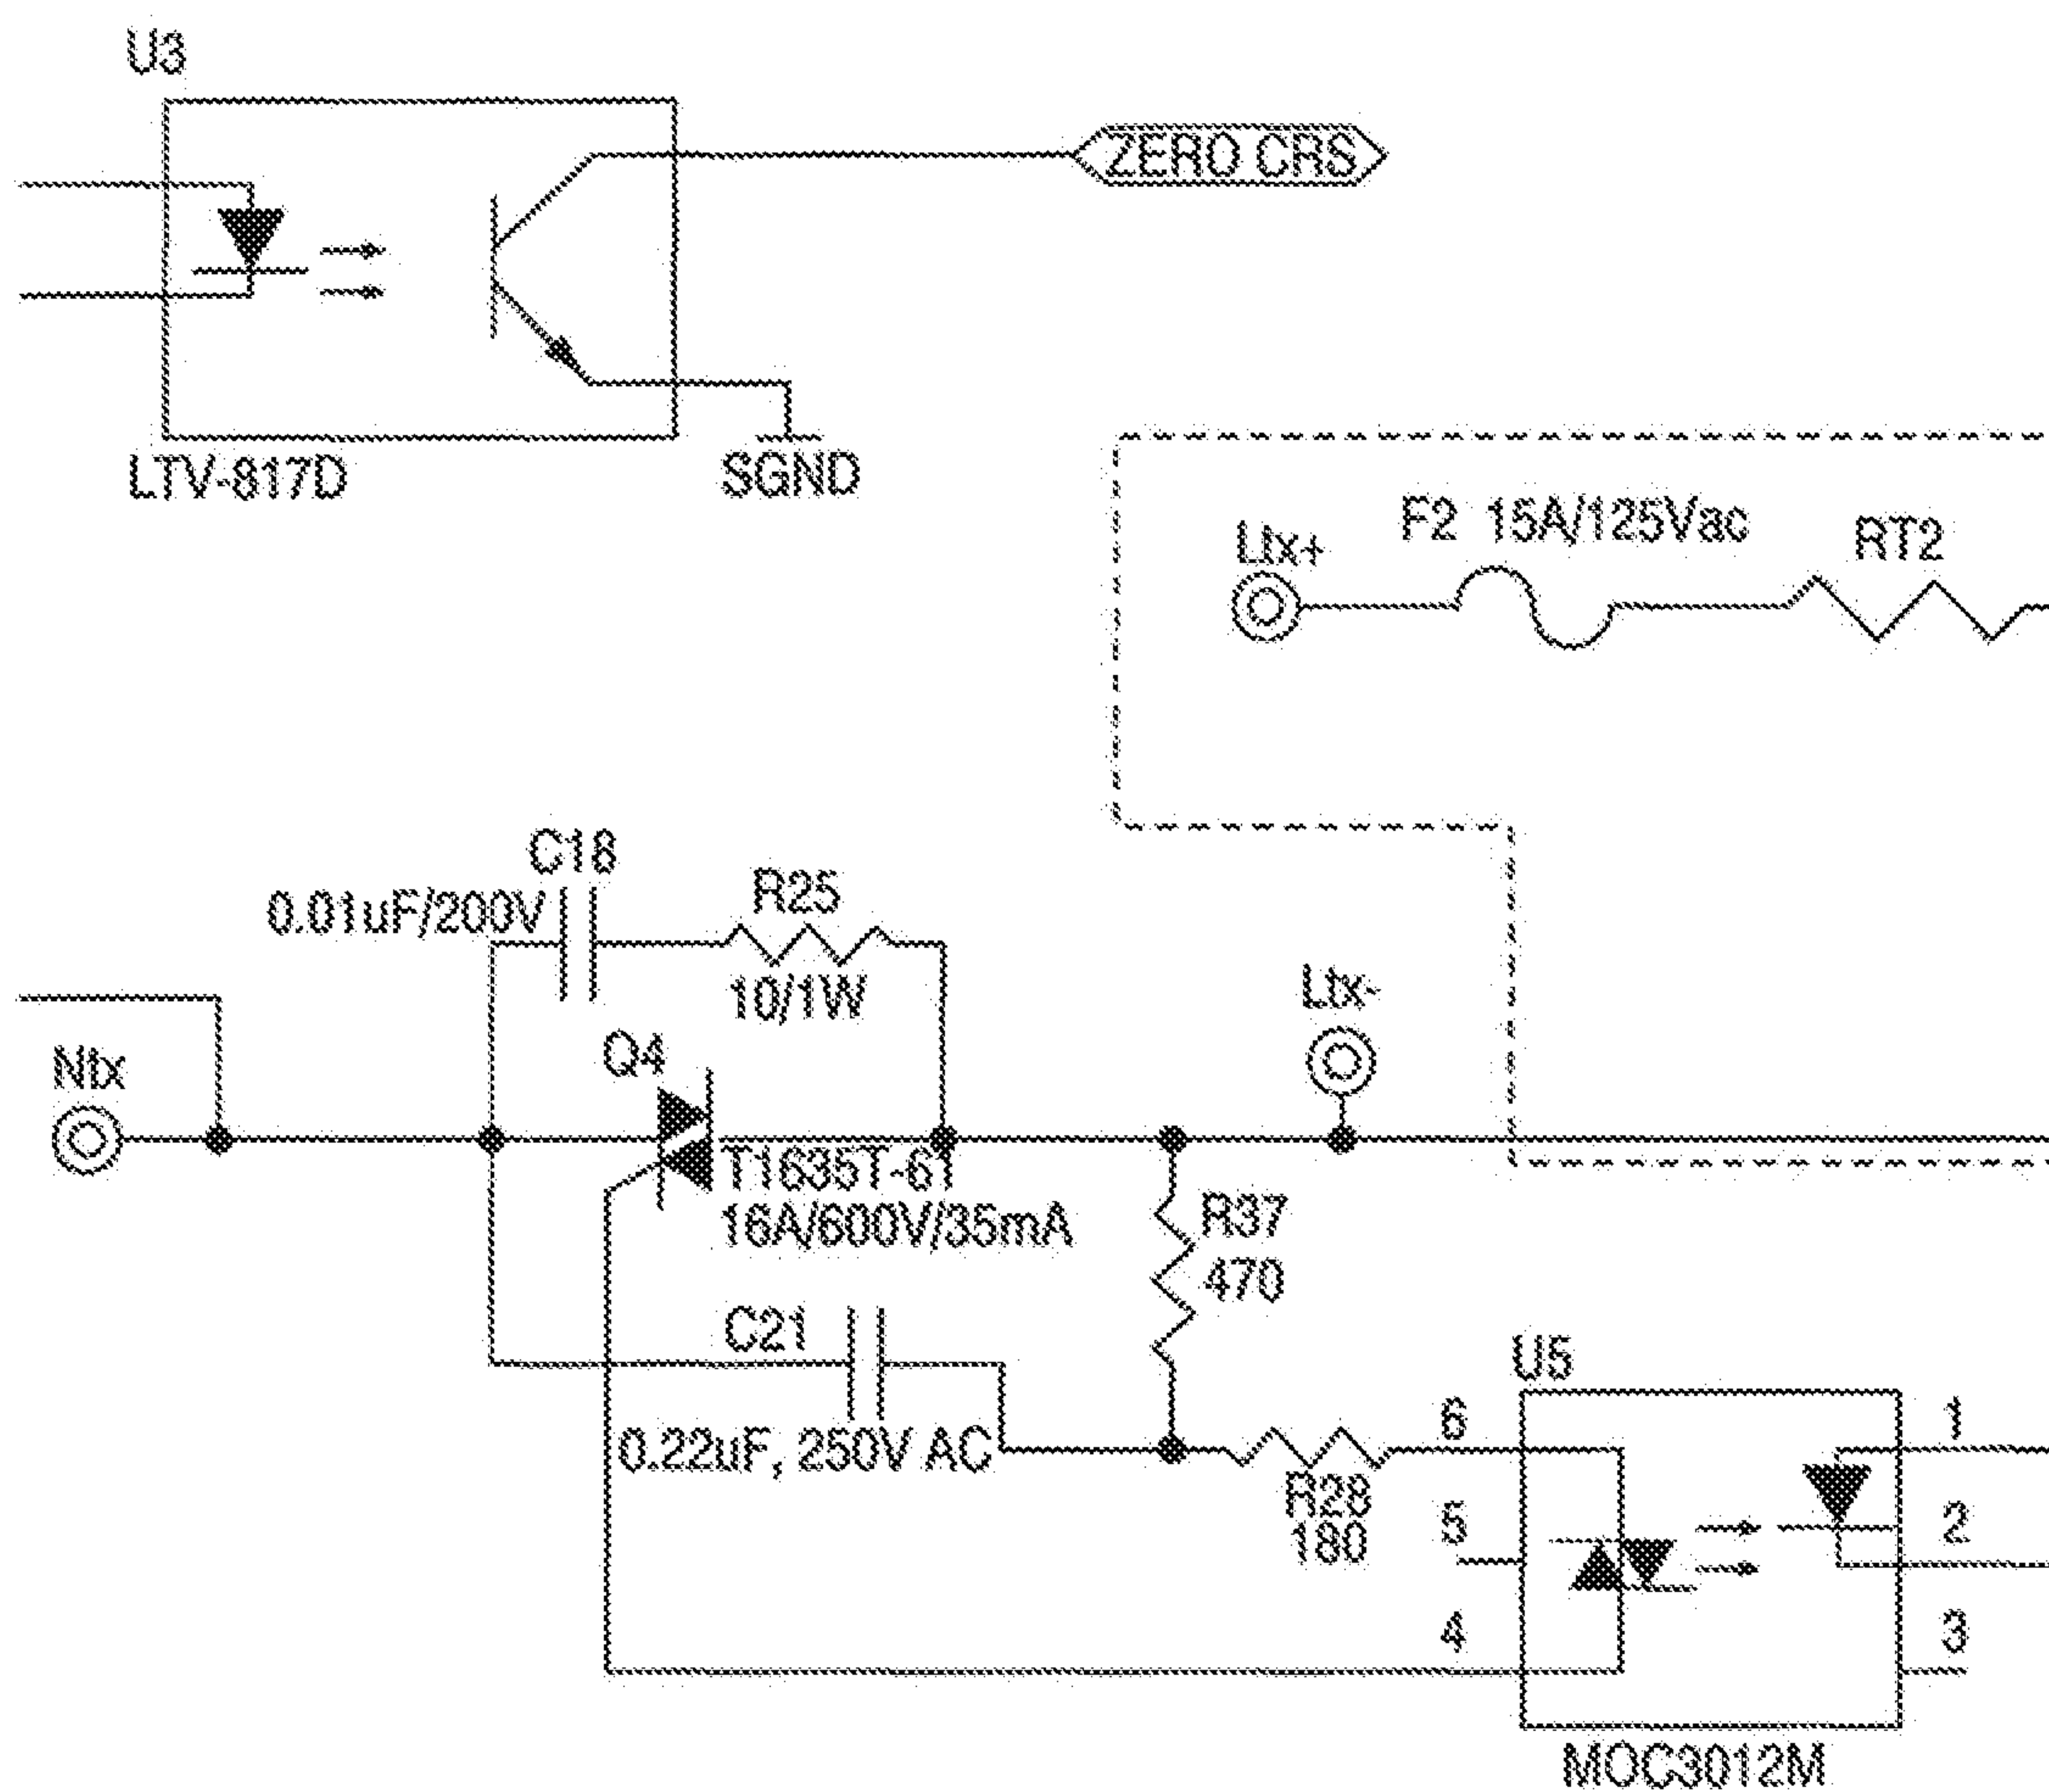 U3
ZERO CRS
LTV-817D
SGND
F2 15A/125Vac
RT2
Ltx+
C18
0.01uF/200V
R25
10/1W
Ltx-
Ntx
Q4
T1635T-6I
16A/600V/35mA
R37
470
C21
0.22uF, 250V AC
U5
6
1
R28
180
5
2
4
3
MOC3012M